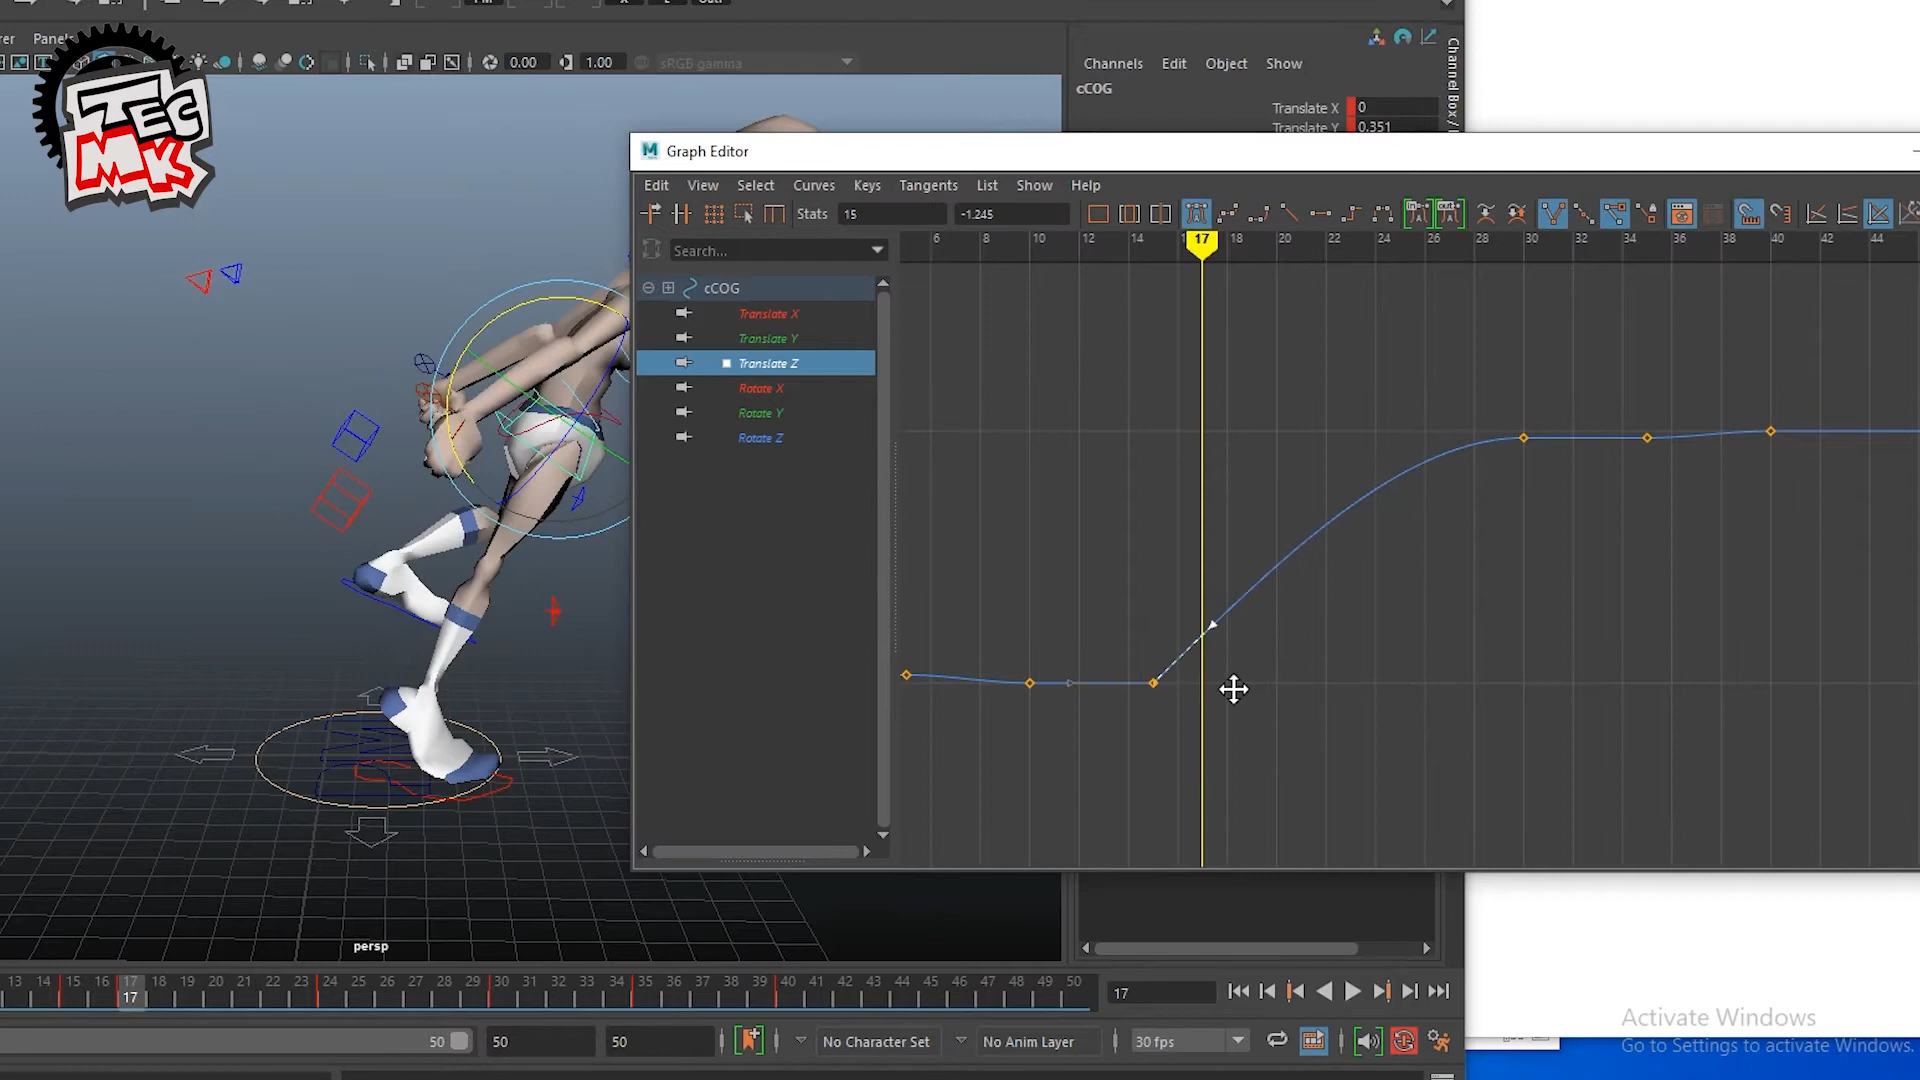 Panels
0.00
1.00
sRGB gamma
TEC
MKS
Channels Edit Object Show
cCOG
Translate X 0
Translate Y 0.351
Channel Box /
Graph Editor
Edit View Select Curves Keys Tangents List Show Help
Stats 15 -1.245
Search...
6 8 10 12 14 17 18 20 22 24 26 28 30 32 34 36 38 40 42 44
cCOG
Translate X
Translate Y
Translate Z
Rotate X
Rotate Y
Rotate Z
persp
13 14 15 16 17 18 19 20 21 22 23 24 25 26 27 28 29 30 31 32 33 34 35 36 37 38 39 40 41 42 43 44 45 46 47 48 49 50
17
17
50 50 50 No Character Set No Anim Layer 30 fps
Activate Windows
Go to Settings to activate Windows.